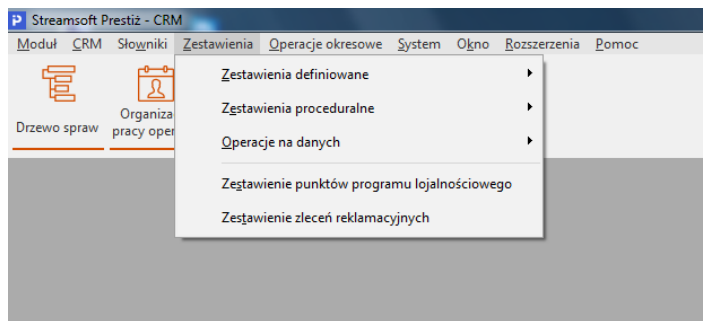 Streamsoft Prestiż - CRM
Moduł CRM Słowniki Zestawienia Operacje okresowe System Okno Rozszerzenia Pomoc
Drzewo spraw
Organiza
pracy oper
Zestawienia definiowane
Zestawienia proceduralne
Operacje na danych
Zestawienie punktów programu lojalnościowego
Zestawienie zleceń reklamacyjnych